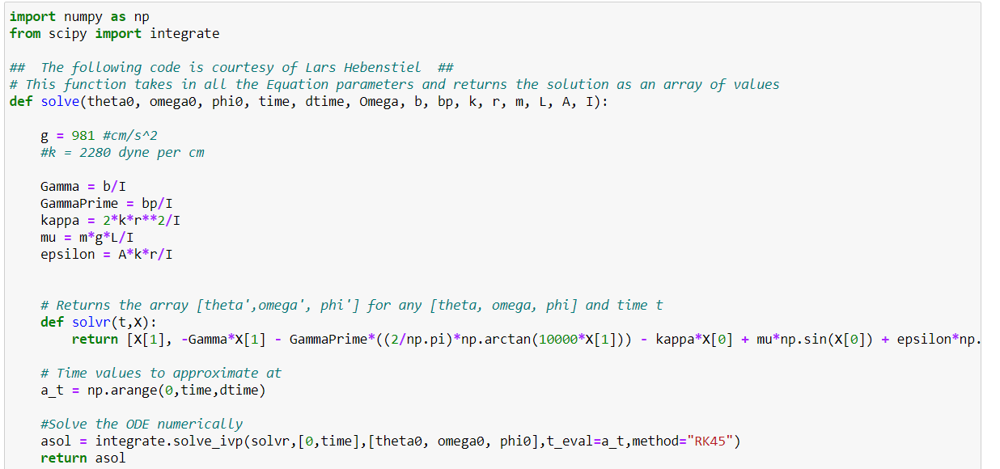 import numpy as np
from scipy import integrate
##  The following code is courtesy of Lars Hebenstiel  ##
# This function takes in all the Equation parameters and returns the solution as an array of values
def solve(theta0, omega0, phi0, time, dtime, Omega, b, bp, k, r, m, L, A, I):
    g = 981 #cm/s^2
    #k = 2280 dyne per cm
    Gamma = b/I
    GammaPrime = bp/I
    kappa = 2*k*r**2/I
    mu = m*g*L/I
    epsilon = A*k*r/I
    # Returns the array [theta',omega', phi'] for any [theta, omega, phi] and time t
    def solvr(t,X):
        return [X[1], -Gamma*X[1] - GammaPrime*((2/np.pi)*np.arctan(10000*X[1])) - kappa*X[0] + mu*np.sin(X[0]) + epsilon*np.
    # Time values to approximate at
    a_t = np.arange(0,time,dtime)
    #Solve the ODE numerically
    asol = integrate.solve_ivp(solvr,[0,time],[theta0, omega0, phi0],t_eval=a_t,method="RK45")
    return asol